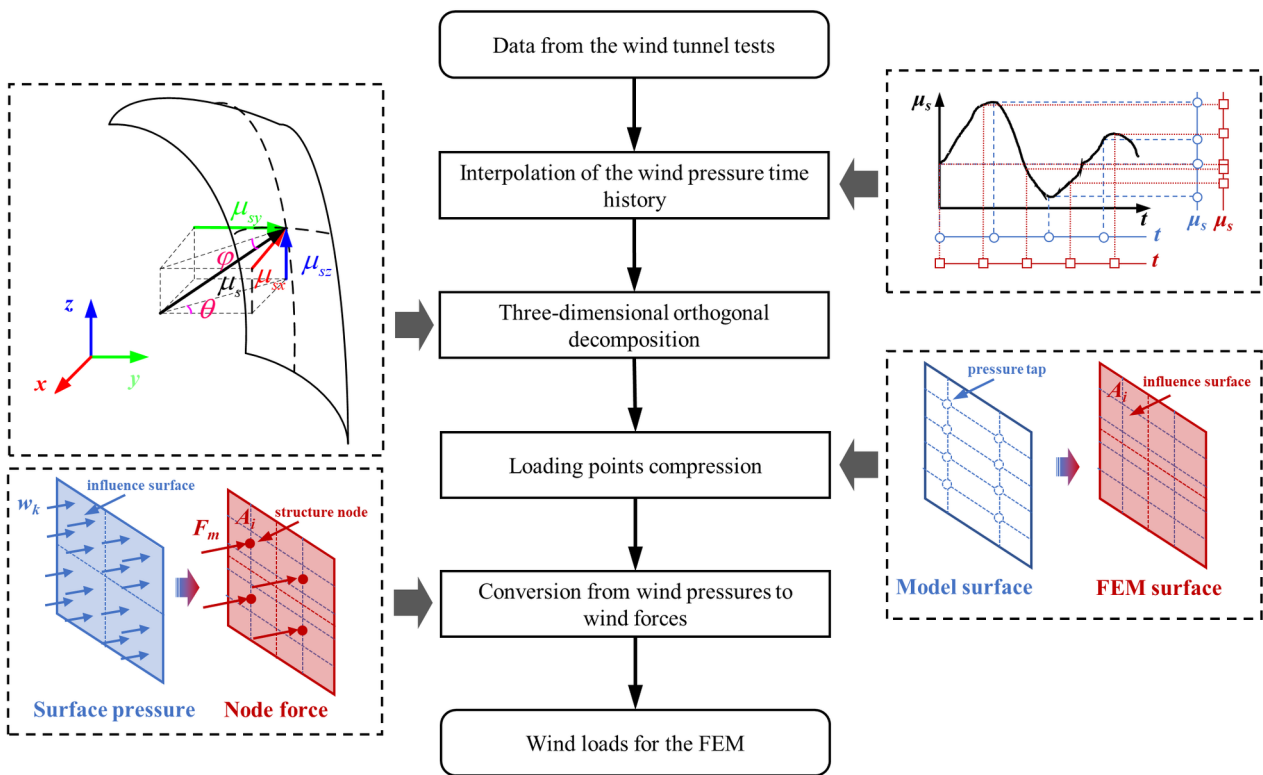 Data from the wind tunnel tests
Interpolation of the wind pressure time
history
Three-dimensional orthogonal
decomposition
Loading points compression
Conversion from wind pressures to
wind forces
Wind loads for the FEM
μsy
φ
μsx
μsz
μs
θ
z
x
y
μs
t
μs
μs
t
t
pressure tap
influence surface
Ai
Model surface
FEM surface
influence surface
wk
structure node
Fm
Ai
Surface pressure
Node force